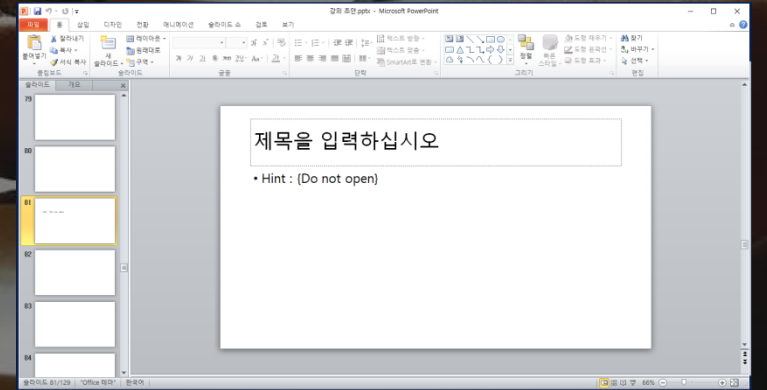 강의 초안.pptx - Microsoft PowerPoint
파일 홈 삽입 디자인 전환 애니메이션 슬라이드 쇼 검토 보기
잘라내기
복사
서식 복사
붙여넣기
클립보드
레이아웃
원래대로
구역
새
슬라이드
슬라이드
글꼴
텍스트 방향
텍스트 맞춤
SmartArt로 변환
단락
정렬
빠른
스타일
도형 채우기
도형 윤곽선
도형 효과
그리기
찾기
바꾸기
선택
편집
슬라이드 개요
79
80
81
82
83
84
제목을 입력하십시오
• Hint : {Do not open}
슬라이드 81/129 "Office 테마" 한국어
66%